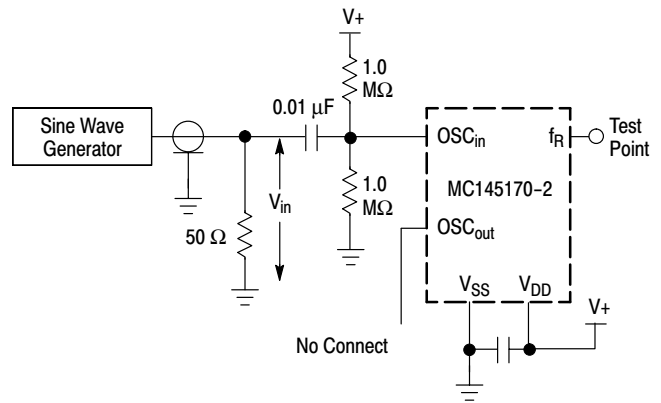 V+
1.0
MΩ
0.01 μF
Sine Wave
Generator
OSCin
fR
Test
Point
MC145170-2
1.0
MΩ
Vin
50 Ω
OSCout
VSS
VDD
V+
No Connect